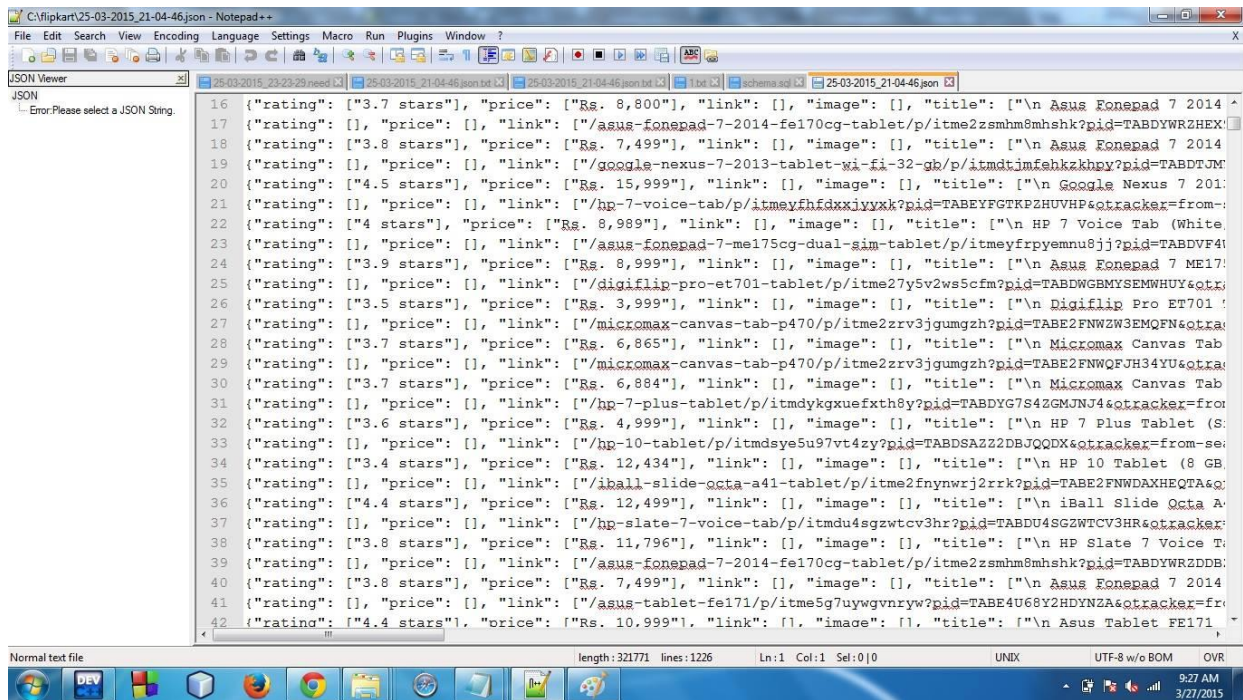 C:\flipkart\25-03-2015_21-04-46.json - Notepad++
File Edit Search View Encoding Language Settings Macro Run Plugins Window ? X
JSON Viewer
25-03-2015_23-23-29.need 25-03-2015_21-04-46.json.txt 25-03-2015_21-04-46.json.txt 1.txt schema.sql 25-03-2015_21-04-46.json
JSON
Error:Please select a JSON String.
16 {"rating": ["3.7 stars"], "price": ["Rs. 8,800"], "link": [], "image": [], "title": ["\n Asus Fonepad 7 2014
17 {"rating": [], "price": [], "link": ["/asus-fonepad-7-2014-fe170cg-tablet/p/itme2zsmhm8mhshk?pid=TABDYWRZHEX
18 {"rating": ["3.8 stars"], "price": ["Rs. 7,499"], "link": [], "image": [], "title": ["\n Asus Fonepad 7 2014
19 {"rating": [], "price": [], "link": ["/google-nexus-7-2013-tablet-wi-fi-32-gb/p/itmdtjmfehkzkhpy?pid=TABDTJM
20 {"rating": ["4.5 stars"], "price": ["Rs. 15,999"], "link": [], "image": [], "title": ["\n Google Nexus 7 201
21 {"rating": [], "price": [], "link": ["/hp-7-voice-tab/p/itmeyfhfdxxjyyxk?pid=TABEYFGTKPZHUVHP&otracker=from-
22 {"rating": ["4 stars"], "price": ["Rs. 8,989"], "link": [], "image": [], "title": ["\n HP 7 Voice Tab (White
23 {"rating": [], "price": [], "link": ["/asus-fonepad-7-me175cg-dual-sim-tablet/p/itmeyfrpyemnu8jj?pid=TABDVF4
24 {"rating": ["3.9 stars"], "price": ["Rs. 8,999"], "link": [], "image": [], "title": ["\n Asus Fonepad 7 ME17
25 {"rating": [], "price": [], "link": ["/digiflip-pro-et701-tablet/p/itme27y5v2ws5cfm?pid=TABDWGBMYSEMWHUY&otr
26 {"rating": ["3.5 stars"], "price": ["Rs. 3,999"], "link": [], "image": [], "title": ["\n Digiflip Pro ET701
27 {"rating": [], "price": [], "link": ["/micromax-canvas-tab-p470/p/itme2zrv3jgumgzh?pid=TABE2FNWZW3EMQFN&otra
28 {"rating": ["3.7 stars"], "price": ["Rs. 6,865"], "link": [], "image": [], "title": ["\n Micromax Canvas Tab
29 {"rating": [], "price": [], "link": ["/micromax-canvas-tab-p470/p/itme2zrv3jgumgzh?pid=TABE2FNWQFJH34YU&otra
30 {"rating": ["3.7 stars"], "price": ["Rs. 6,884"], "link": [], "image": [], "title": ["\n Micromax Canvas Tab
31 {"rating": [], "price": [], "link": ["/hp-7-plus-tablet/p/itmdykgxuefxth8y?pid=TABDYG7S4ZGMJNJ4&otracker=fro
32 {"rating": ["3.6 stars"], "price": ["Rs. 4,999"], "link": [], "image": [], "title": ["\n HP 7 Plus Tablet (S
33 {"rating": [], "price": [], "link": ["/hp-10-tablet/p/itmdsye5u97vt4zy?pid=TABDSAZZ2DBJQQDX&otracker=from-se
34 {"rating": ["3.4 stars"], "price": ["Rs. 12,434"], "link": [], "image": [], "title": ["\n HP 10 Tablet (8 GB
35 {"rating": [], "price": [], "link": ["/iball-slide-octa-a41-tablet/p/itme2fnynwrj2rrk?pid=TABE2FNWDAXHEQTA&o
36 {"rating": ["4.4 stars"], "price": ["Rs. 12,499"], "link": [], "image": [], "title": ["\n iBall Slide Octa A
37 {"rating": [], "price": [], "link": ["/hp-slate-7-voice-tab/p/itmdu4sgzwtcv3hr?pid=TABDU4SGZWTCV3HR&otracker
38 {"rating": ["3.8 stars"], "price": ["Rs. 11,796"], "link": [], "image": [], "title": ["\n HP Slate 7 Voice T
39 {"rating": [], "price": [], "link": ["/asus-fonepad-7-2014-fe170cg-tablet/p/itme2zsmhm8mhshk?pid=TABDYWRZDDB
40 {"rating": ["3.8 stars"], "price": ["Rs. 7,499"], "link": [], "image": [], "title": ["\n Asus Fonepad 7 2014
41 {"rating": [], "price": [], "link": ["/asus-tablet-fe171/p/itme5g7uywgvnryw?pid=TABE4U68Y2HDYNZA&otracker=fr
42 {"rating": ["4.4 stars"], "price": ["Rs. 10,999"], "link": [], "image": [], "title": ["\n Asus Tablet FE171
Normal text file length : 321771 lines : 1226 Ln : 1 Col : 1 Sel : 0 | 0 UNIX UTF-8 w/o BOM OVR
DEV
9:27 AM
3/27/2015